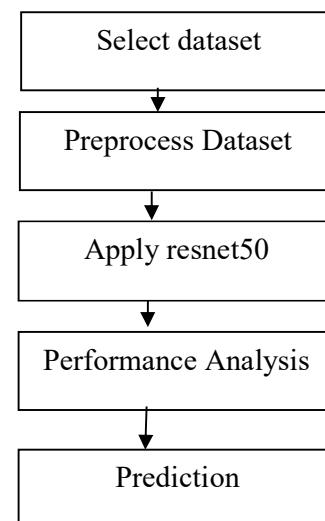 Select dataset
Preprocess Dataset
Apply resnet50
Performance Analysis
Prediction